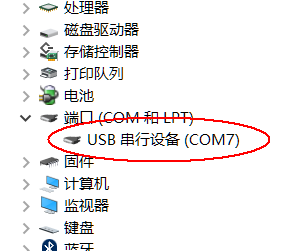 处理器
磁盘驱动器
存储控制器
打印队列
电池
端口 (COM 和 LPT)
USB 串行设备 (COM7)
固件
计算机
监视器
键盘
蓝牙